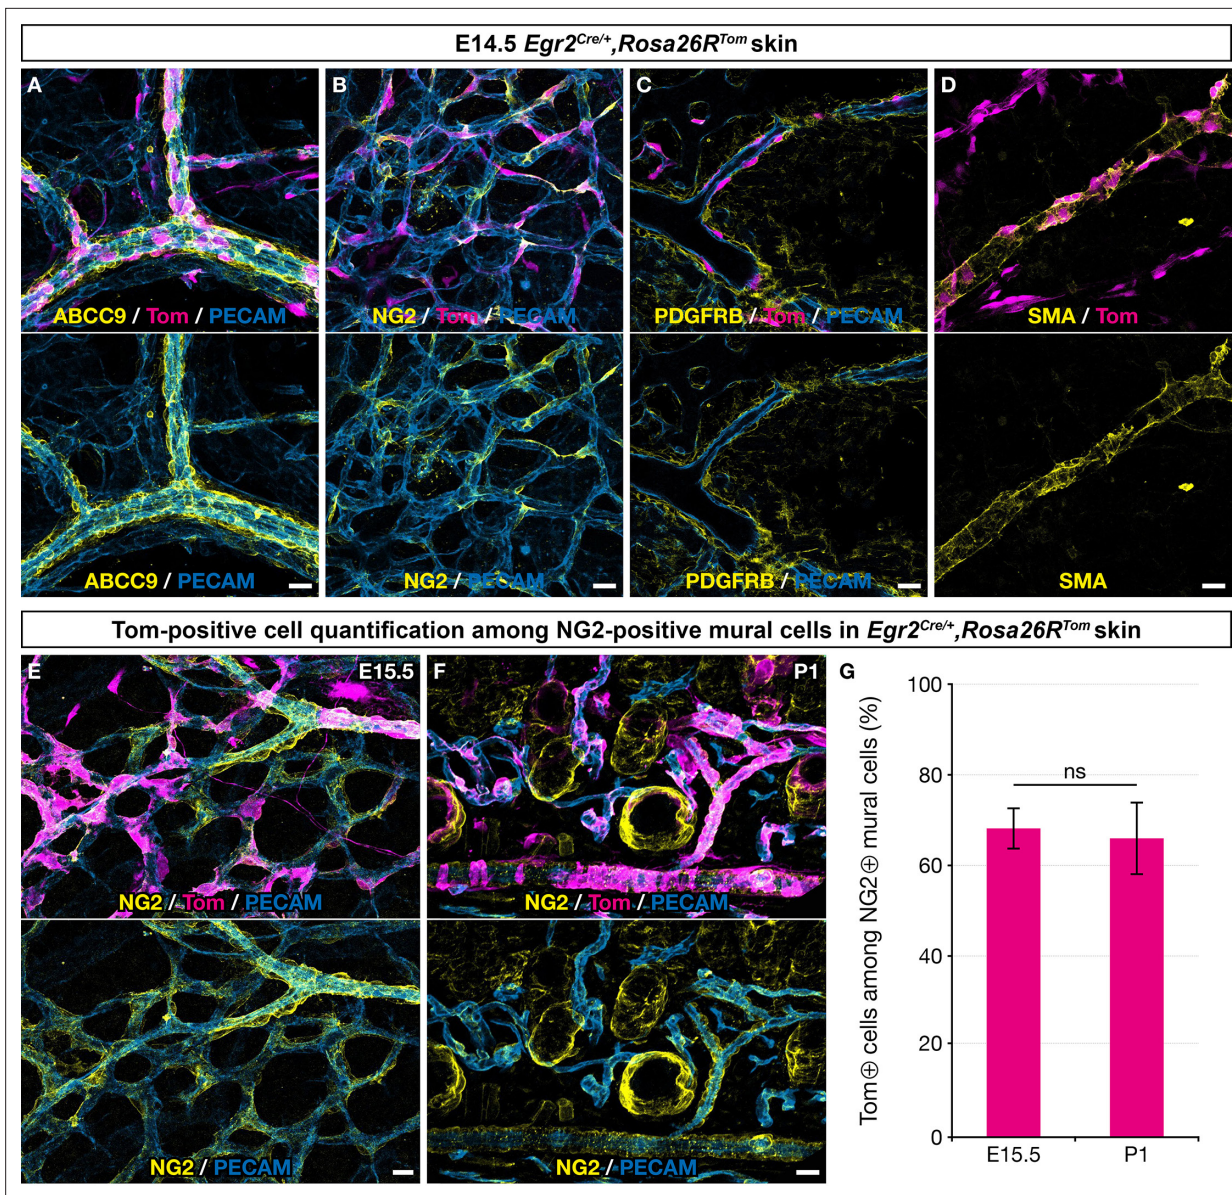 E14.5 Egr2Cre/+,Rosa26RTom skin
A
ABCC9 / Tom / PECAM
ABCC9 / PECAM
B
NG2 / Tom / PECAM
NG2 / PECAM
C
PDGFRB / Tom / PECAM
PDGFRB / PECAM
D
SMA / Tom
SMA
Tom-positive cell quantification among NG2-positive mural cells in Egr2Cre/+,Rosa26RTom skin
E
E15.5
NG2 / Tom / PECAM
NG2 / PECAM
F
P1
NG2 / Tom / PECAM
NG2 / PECAM
G
Tom⊕ cells among NG2⊕ mural cells (%)
100
80
60
40
20
0
ns
E15.5
P1